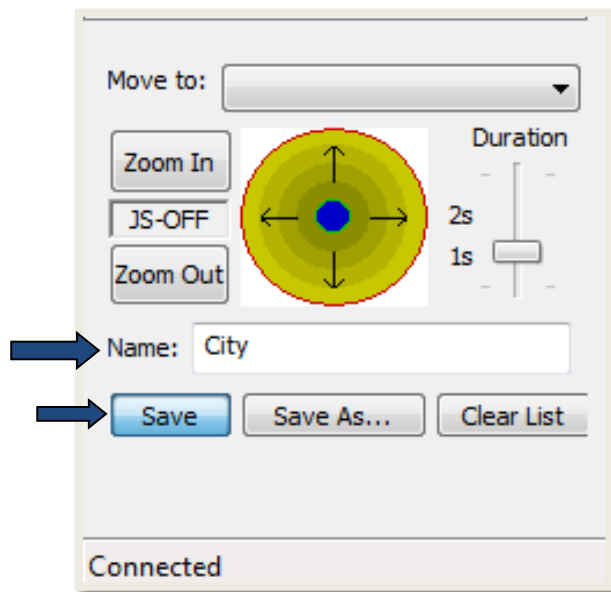 Move to:
Duration
Zoom In
JS-OFF
2s
1s
Zoom Out
Name: City
Save Save As... Clear List
Connected